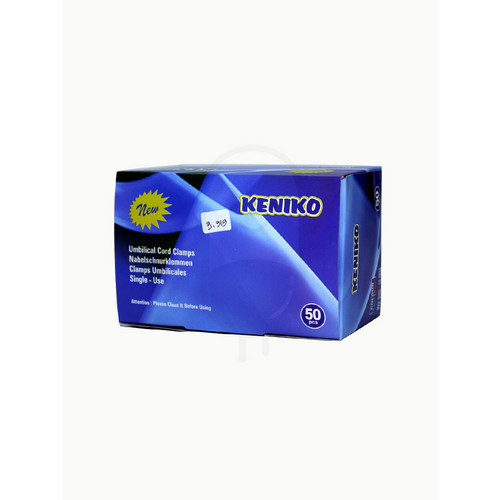 New
KENIKO
Umbilical Cord Clamps
Nabelschnurklommen
Clamps Umbilicales
Single - Use
Attention : Please Clean It Before Using
50
pcs
KENIKO
50